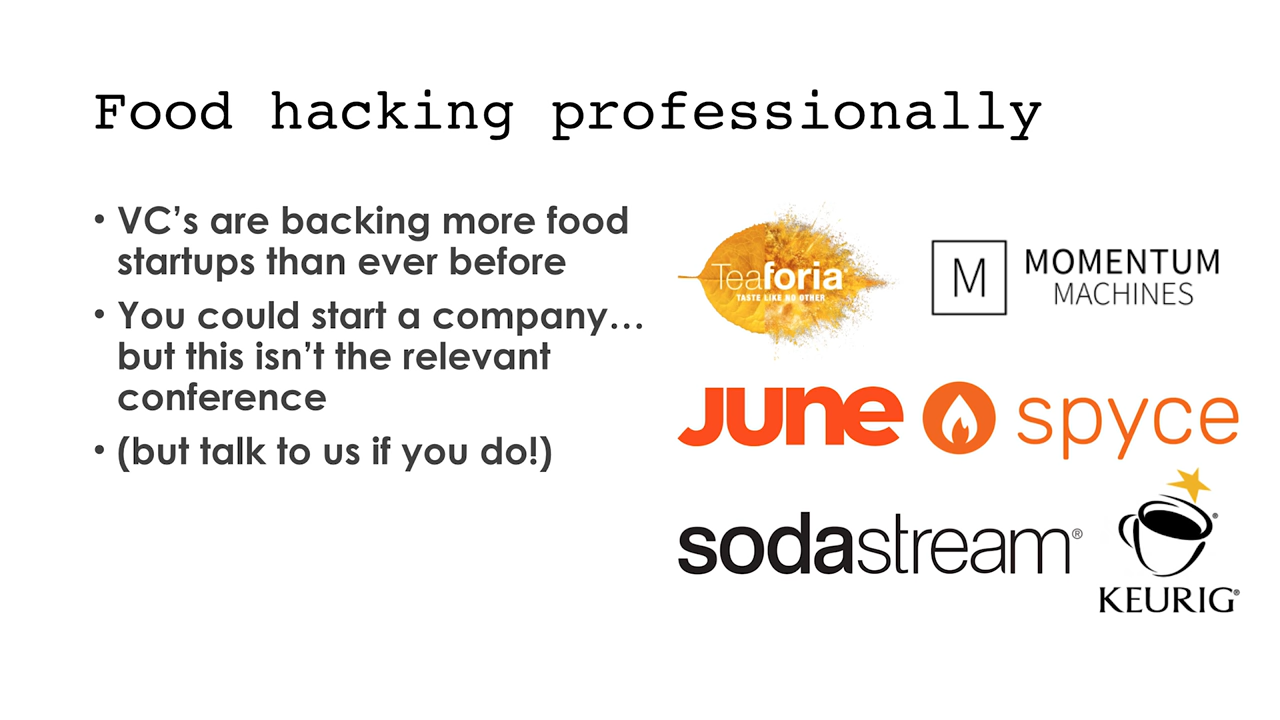 Food hacking professionally
• VC’s are backing more food
startups than ever before
• You could start a company…
but this isn’t the relevant
conference
• (but talk to us if you do!)
Teaforia
TASTE LIKE NO OTHER
M
MOMENTUM
MACHINES
June
spyce
sodastream®
KEURIG®